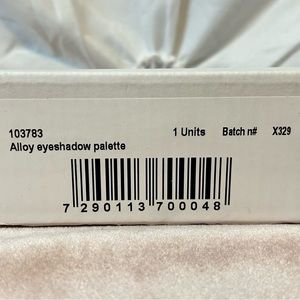 103783 1 Units Batch n# X329
Alloy eyeshadow palette
7 290113 700048